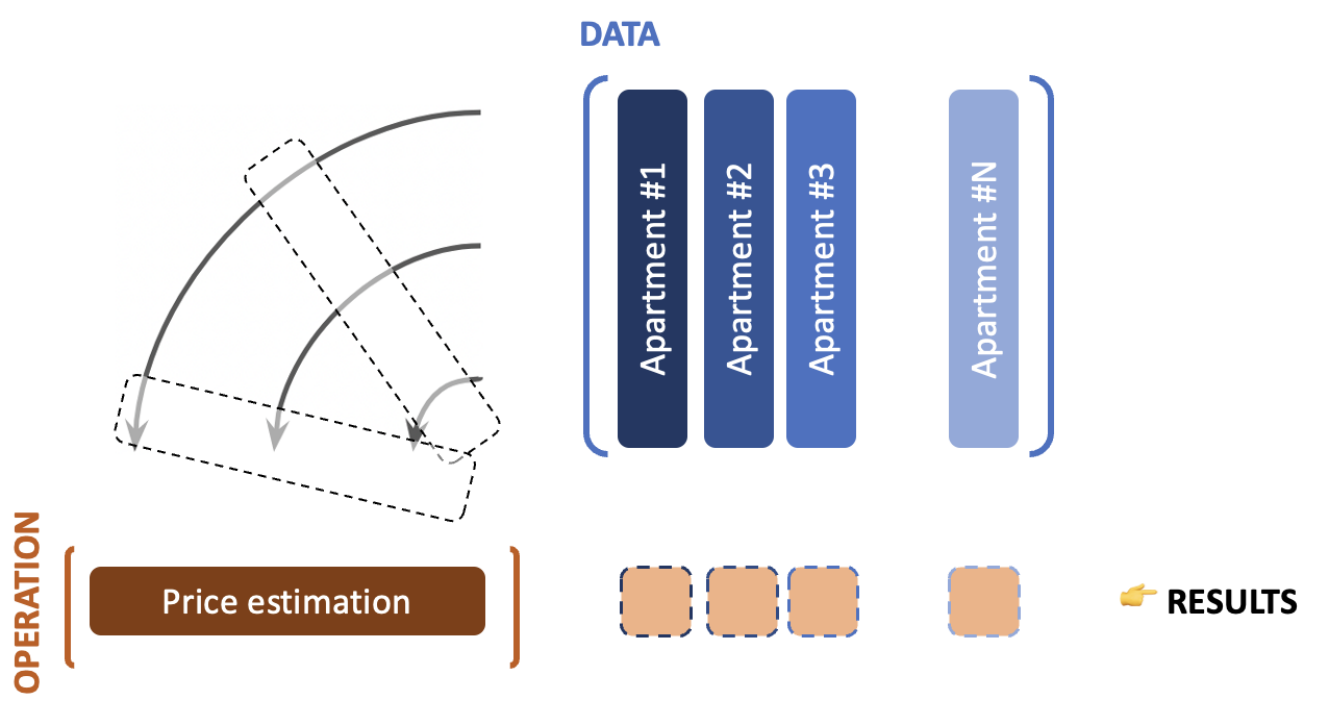 DATA
Apartment #1
Apartment #2
Apartment #3
Apartment #N
OPERATION
Price estimation
RESULTS